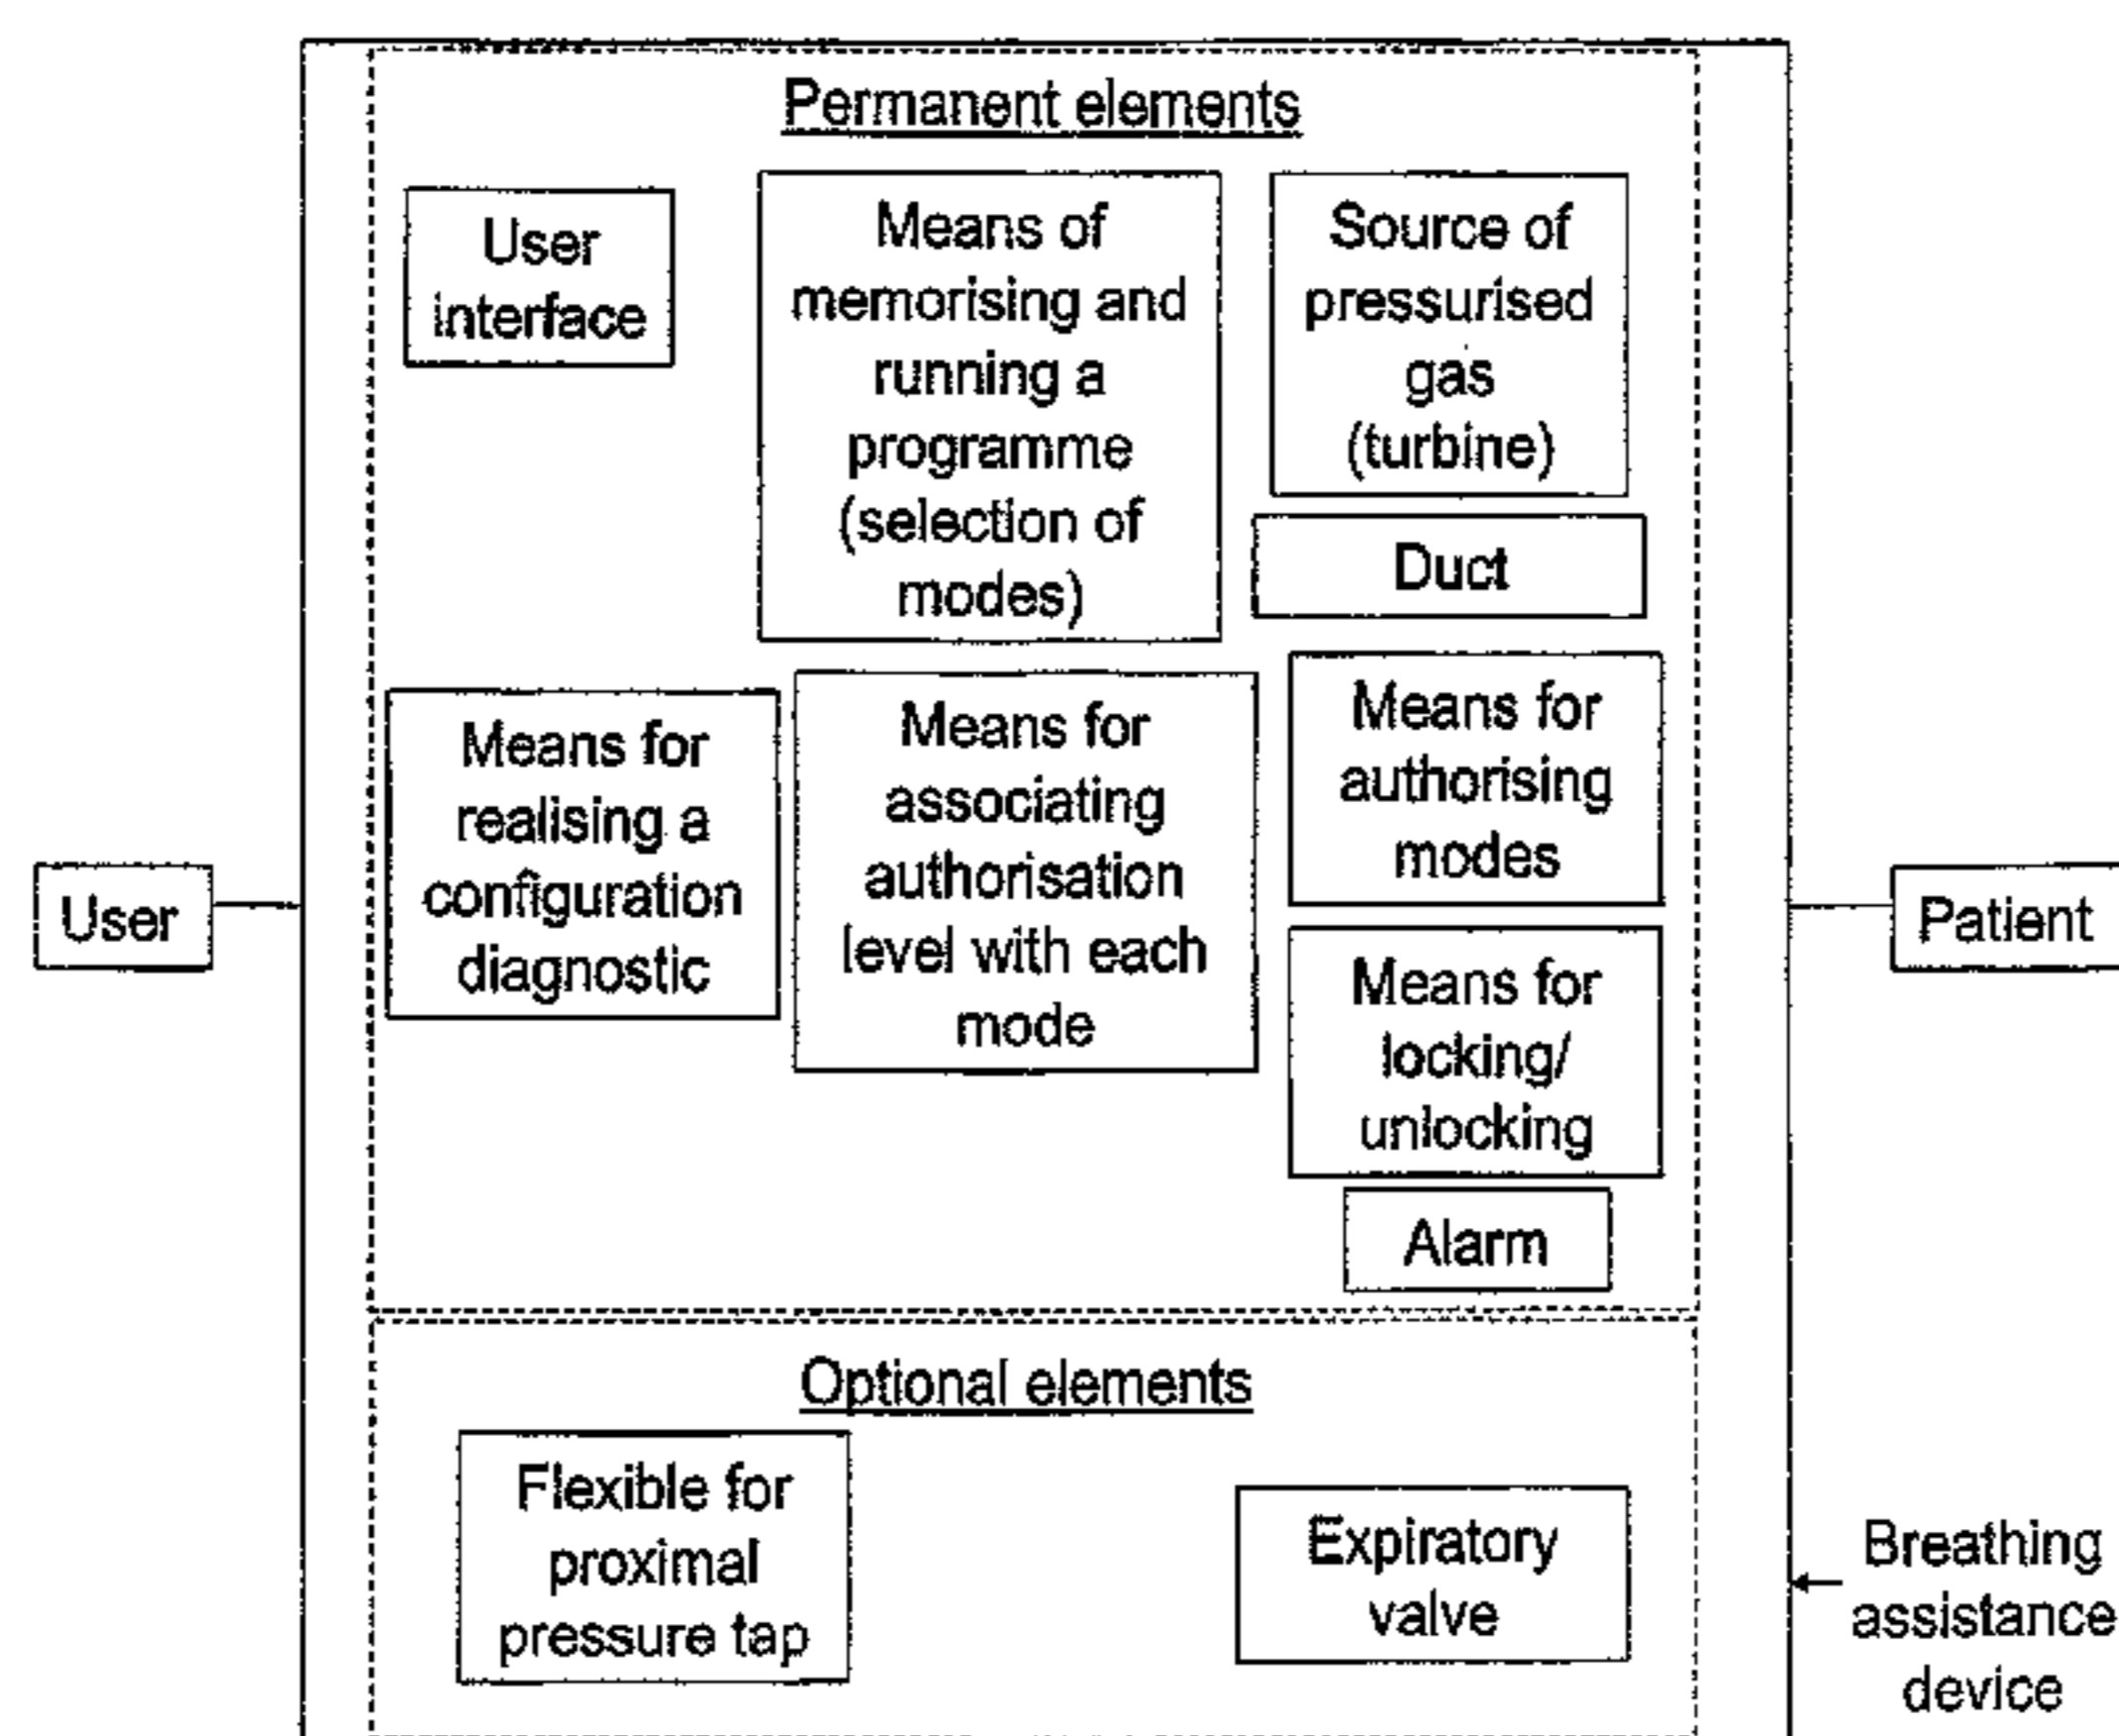 Permanent elements
User
interface
Means of
memorising and
running a
programme
(selection of
modes)
Source of
pressurised
gas
(turbine)
Duct
Means for
realising a
configuration
diagnostic
Means for
associating
authorisation
level with each
mode
Means for
authorising
modes
Means for
locking/
unlocking
Alarm
User
Patient
Optional elements
Flexible for
proximal
pressure tap
Expiratory
valve
Breathing
assistance
device